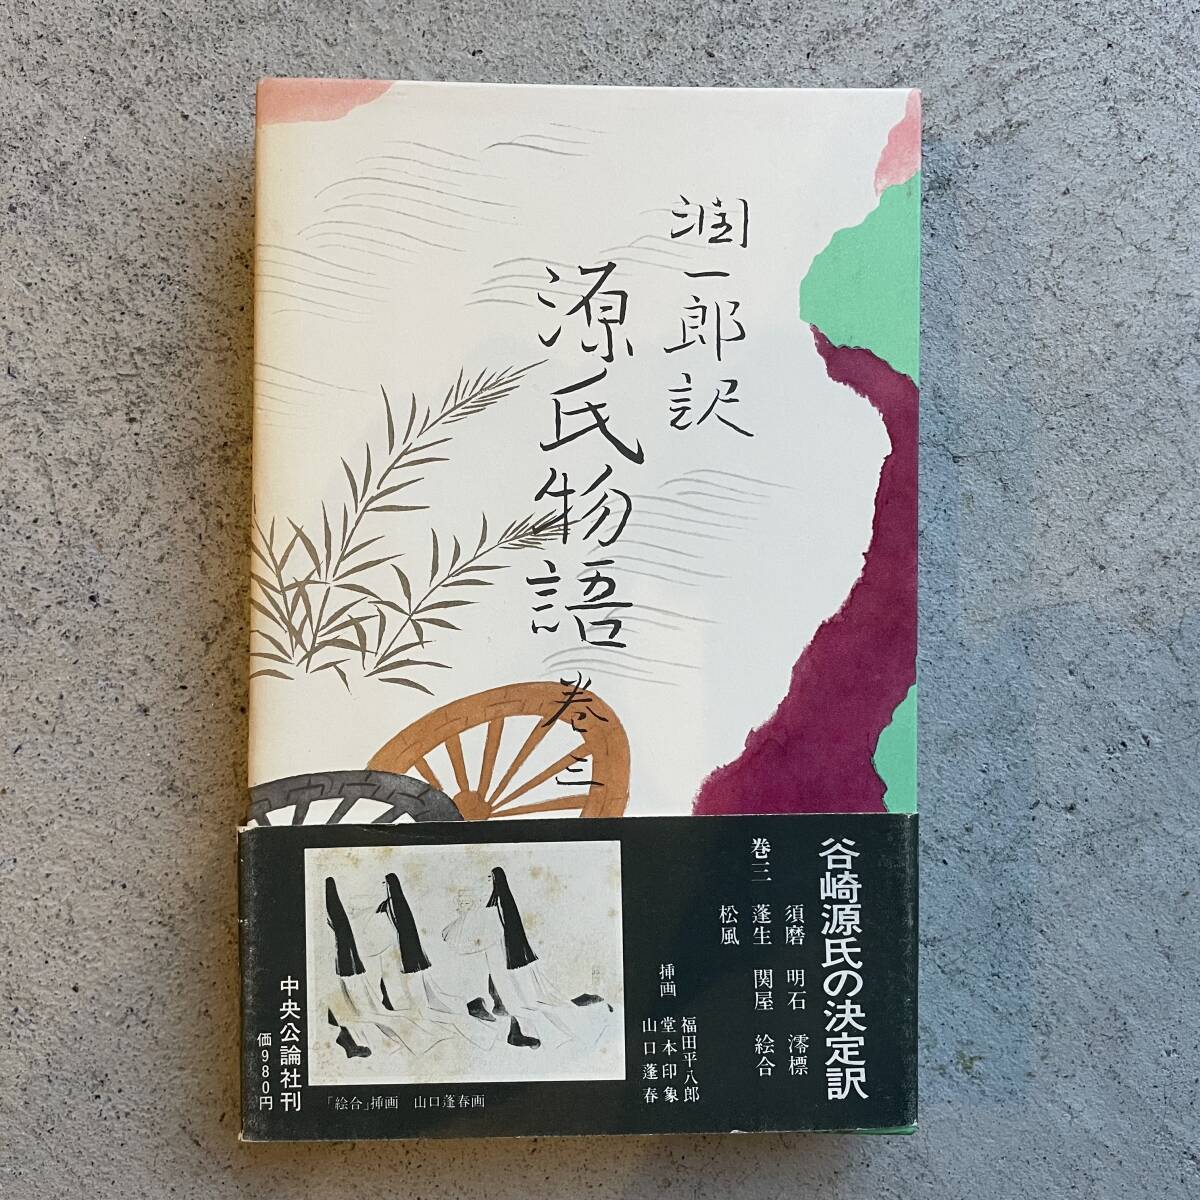 潤一郎訳
源氏物語 巻三
谷崎源氏の決定訳
須磨 明石 澪標
巻三 蓬生 関屋 絵合
松風
挿画 福田平八郎
堂本印象
山口蓬春
「絵合」挿画 山口蓬春画
中央公論社刊
価980円